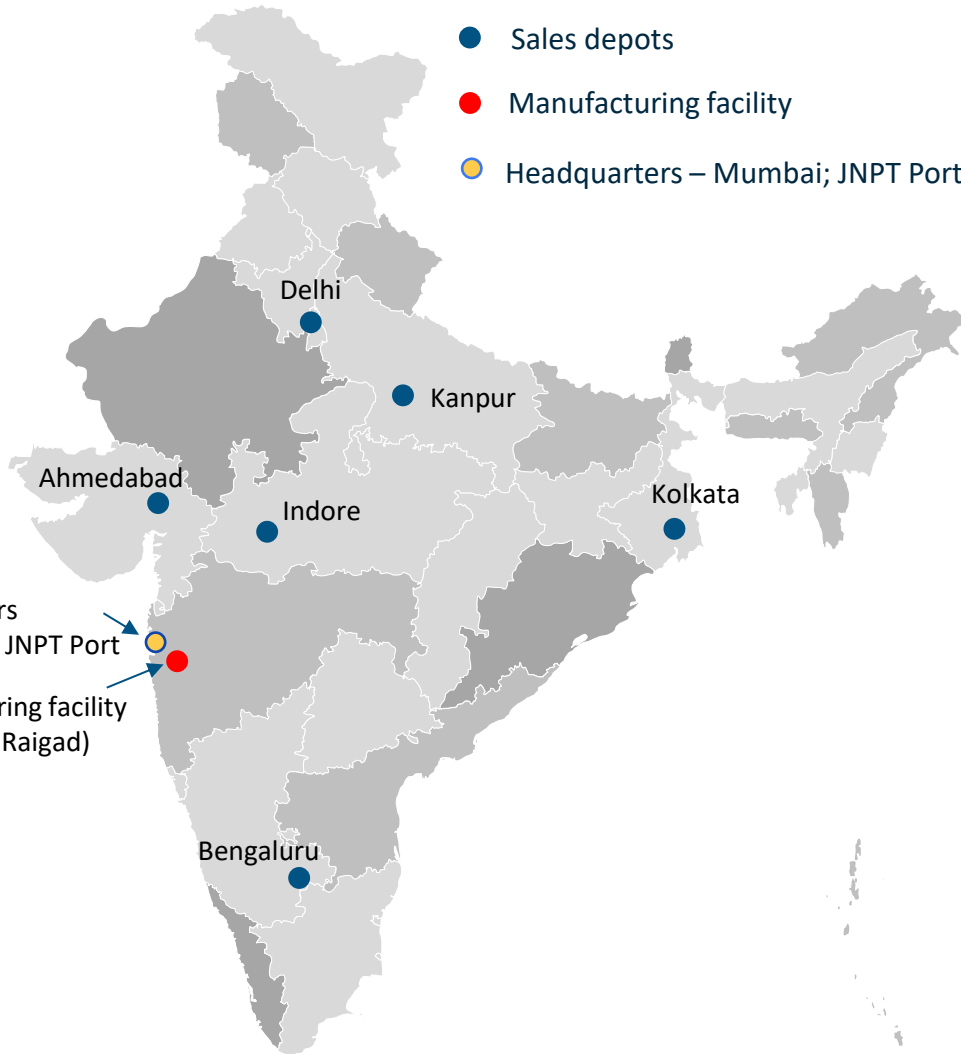 Sales depots
Manufacturing facility
Headquarters – Mumbai; JNPT Port
Delhi
Kanpur
Ahmedabad
Indore
Kolkata
rs
JNPT Port
ring facility
Raigad)
Bengaluru